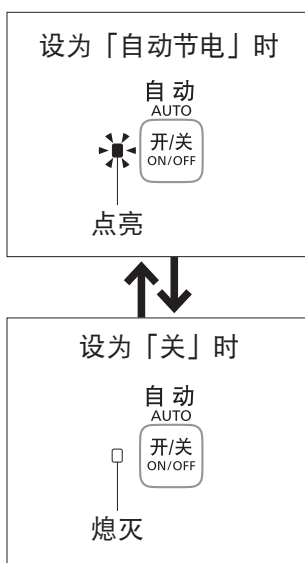 设为「自动节电」时
自动
AUTO
开/关
ON/OFF
点亮
设为「关」时
自动
AUTO
开/关
ON/OFF
熄灭